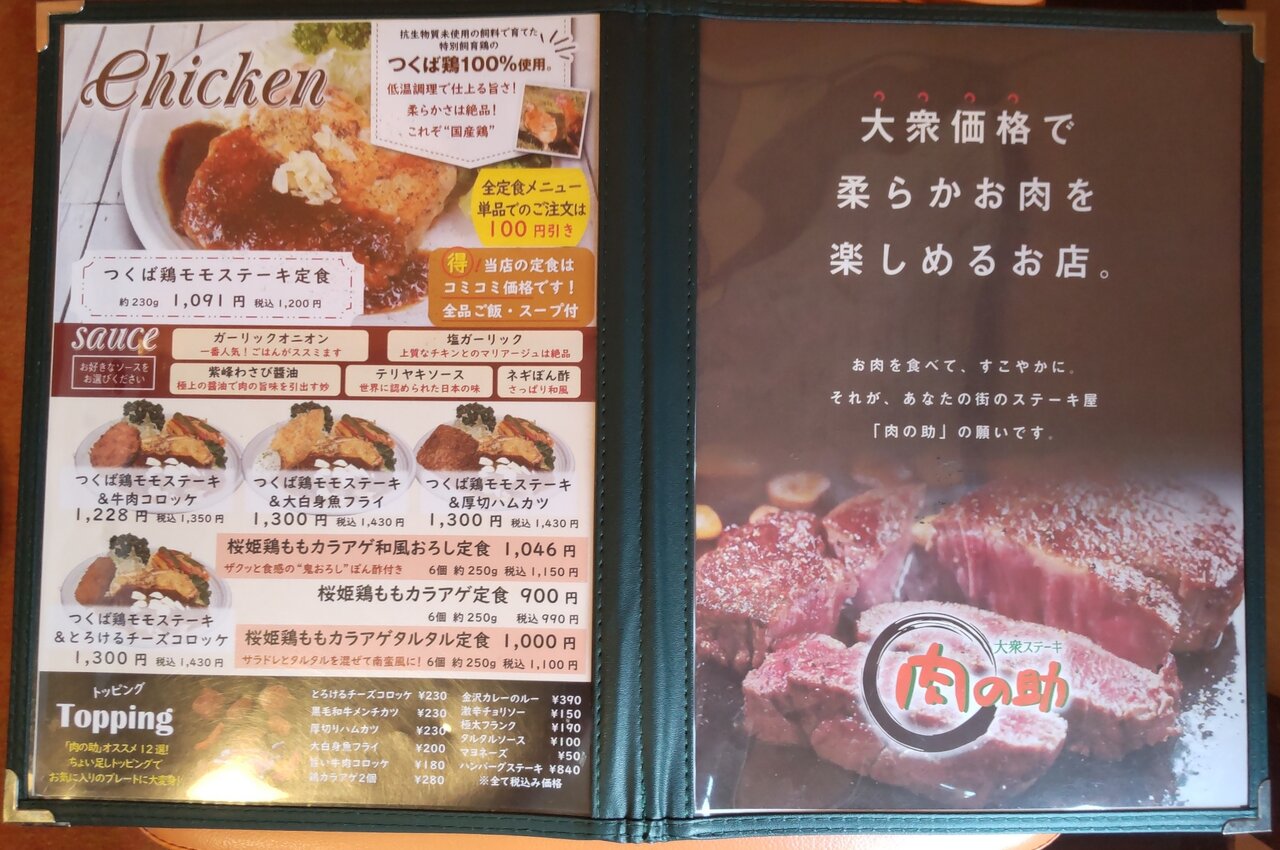 Chicken
抗生物質未使用の飼料で育てた
特別飼育鶏の
つくば鶏100%使用。
低温調理で仕上る旨さ!
柔らかさは絶品!
これぞ“国産鶏”
全定食メニュー
単品でのご注文は
100円引き
つくば鶏モモステーキ定食
約230g 1,091円 税込1,200円
得! 当店の定食は
コミコミ価格です!
全品ご飯・スープ付
sauce
お好きなソースを
お選びください
ガーリックオニオン
一番人気!ごはんがススミます
塩ガーリック
上質なチキンとのマリアージュは絶品
紫峰わさび醬油
極上の醤油で肉の旨味を引出す妙
テリヤキソース
世界に認められた日本の味
ネギぽん酢
さっぱり和風
つくば鶏モモステーキ
&牛肉コロッケ
1,228円 税込1,350円
つくば鶏モモステーキ
&大白身魚フライ
1,300円 税込1,430円
つくば鶏モモステーキ
&厚切ハムカツ
1,300円 税込1,430円
つくば鶏モモステーキ
&とろけるチーズコロッケ
1,300円 税込1,430円
桜姫鶏ももカラアゲ和風おろし定食 1,046円
ザクッと食感の“鬼おろし”ぽん酢付き 6個 約250g 税込1,150円
桜姫鶏ももカラアゲ定食 900円
6個 約250g 税込990円
桜姫鶏ももカラアゲタルタル定食 1,000円
サラドレとタルタルを混ぜて南蛮風に! 6個 約250g 税込1,100円
トッピング
Topping
「肉の助」オススメ12選!
ちょい足しトッピングで
お気に入りのプレートに大変身!
とろけるチーズコロッケ ¥230
黒毛和牛メンチカツ ¥230
厚切りハムカツ ¥230
大白身魚フライ ¥200
旨い牛肉コロッケ ¥180
鶏カラアゲ2個 ¥280
金沢カレーのルー ¥390
激辛チョリソー ¥150
極太フランク ¥190
タルタルソース ¥100
マヨネーズ ¥50
ハンバーグステーキ ¥840
※全て税込み価格
大衆価格で
柔らかお肉を
楽しめるお店。
お肉を食べて、すこやかに。
それが、あなたの街のステーキ屋
「肉の助」の願いです。
大衆ステーキ
肉の助